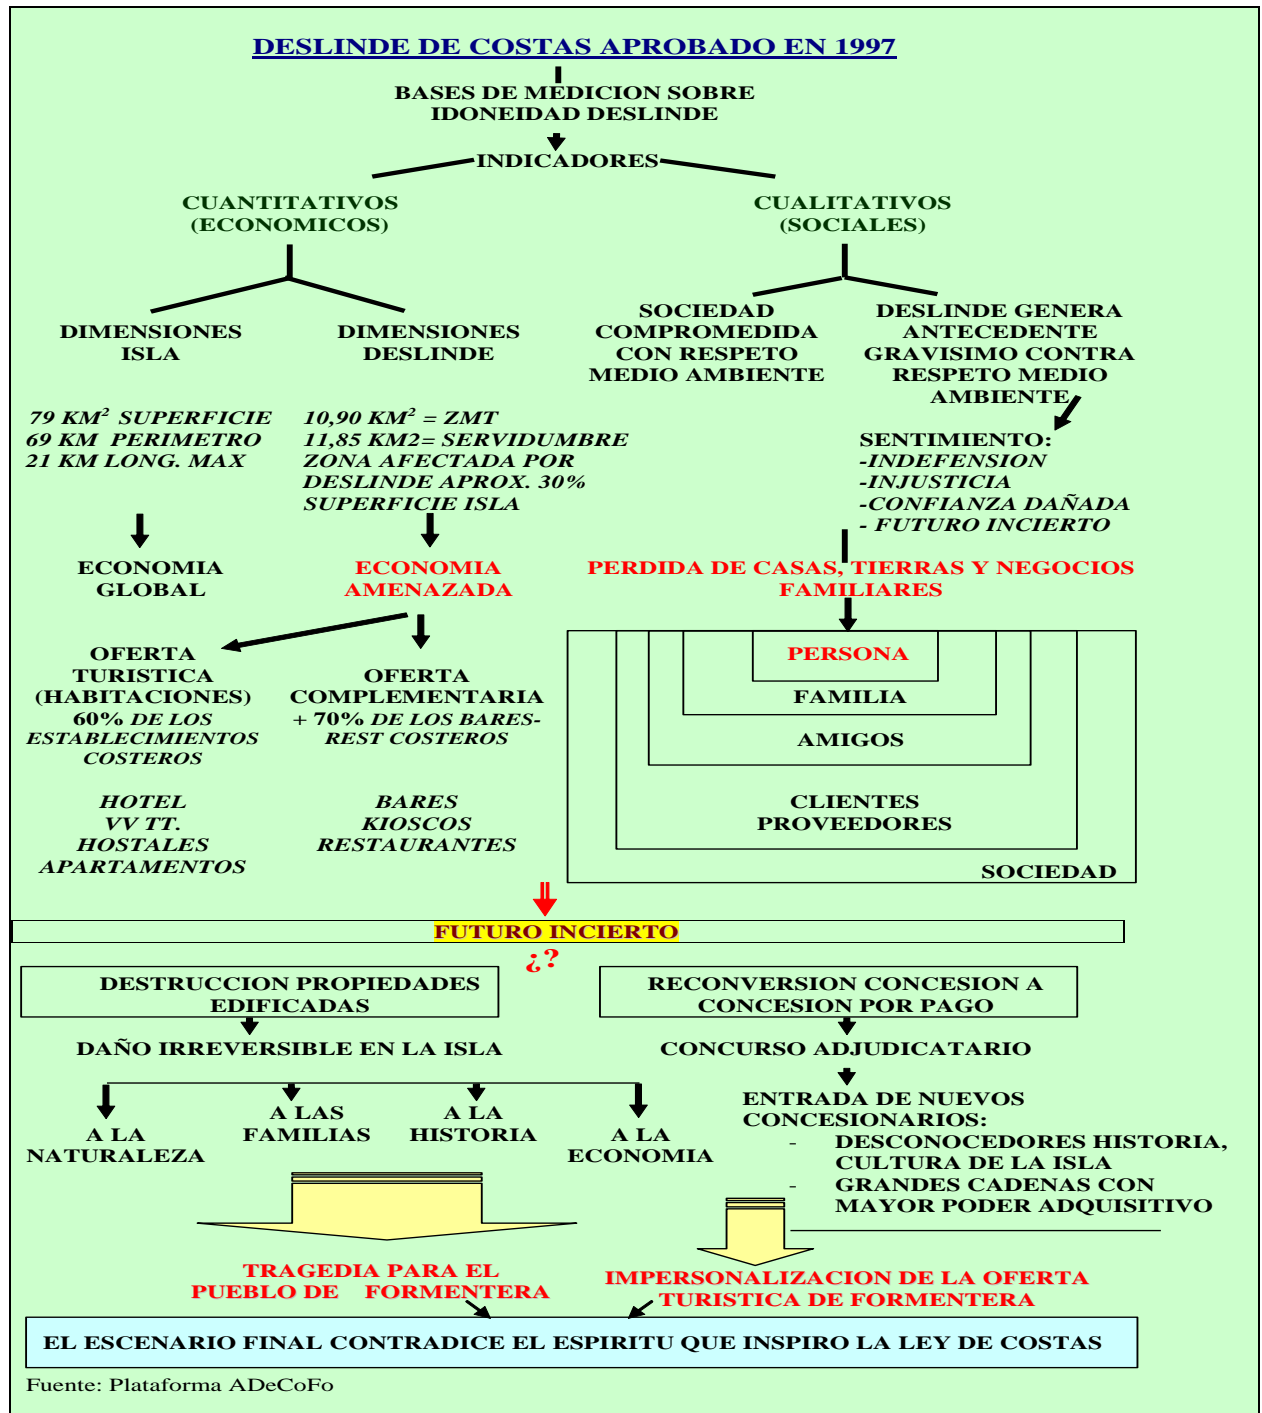 DESLINDE DE COSTAS APROBADO EN 1997
BASES DE MEDICION SOBRE
IDONEIDAD DESLINDE
INDICADORES
CUANTITATIVOS
(ECONOMICOS)
CUALITATIVOS
(SOCIALES)
DIMENSIONES
ISLA
DIMENSIONES
DESLINDE
SOCIEDAD
COMPROMEDIDA
CON RESPETO
MEDIO AMBIENTE
DESLINDE GENERA
ANTECEDENTE
GRAVISIMO CONTRA
RESPETO MEDIO
AMBIENTE
79 KM² SUPERFICIE
69 KM PERIMETRO
21 KM LONG. MAX
10,90 KM² = ZMT
11,85 KM2= SERVIDUMBRE
ZONA AFECTADA POR
DESLINDE APROX. 30%
SUPERFICIE ISLA
SENTIMIENTO:
-INDEFENSION
-INJUSTICIA
-CONFIANZA DAÑADA
- FUTURO INCIERTO
ECONOMIA
GLOBAL
ECONOMIA
AMENAZADA
PERDIDA DE CASAS, TIERRAS Y NEGOCIOS
FAMILIARES
OFERTA
TURISTICA
(HABITACIONES)
60% DE LOS
ESTABLECIMIENTOS
COSTEROS
OFERTA
COMPLEMENTARIA
+ 70% DE LOS BARES-
REST COSTEROS
PERSONA
FAMILIA
AMIGOS
CLIENTES
PROVEEDORES
SOCIEDAD
HOTEL
VV TT.
HOSTALES
APARTAMENTOS
BARES
KIOSCOS
RESTAURANTES
FUTURO INCIERTO
¿?
DESTRUCCION PROPIEDADES
EDIFICADAS
RECONVERSION CONCESION A
CONCESION POR PAGO
DAÑO IRREVERSIBLE EN LA ISLA
CONCURSO ADJUDICATARIO
A LA
NATURALEZA
A LAS
FAMILIAS
A LA
HISTORIA
A LA
ECONOMIA
ENTRADA DE NUEVOS
CONCESIONARIOS:
- DESCONOCEDORES HISTORIA,
CULTURA DE LA ISLA
- GRANDES CADENAS CON
MAYOR PODER ADQUISITIVO
TRAGEDIA PARA EL
PUEBLO DE FORMENTERA
IMPERSONALIZACION DE LA OFERTA
TURISTICA DE FORMENTERA
EL ESCENARIO FINAL CONTRADICE EL ESPIRITU QUE INSPIRO LA LEY DE COSTAS
Fuente: Plataforma ADeCoFo